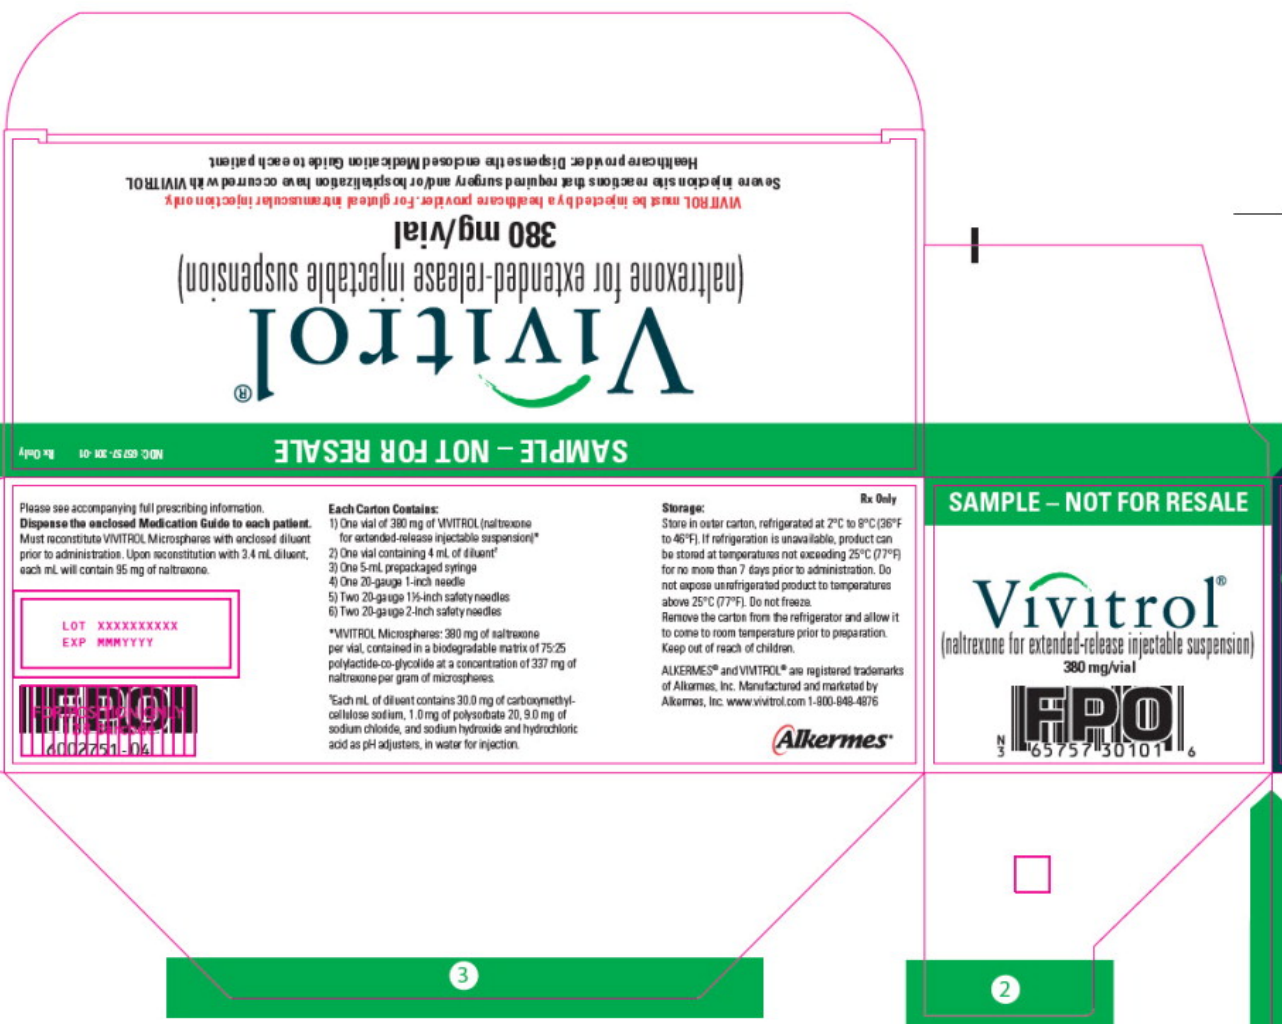 SAMPLE – NOT FOR RESALE
NDC: 65757-301-01 Rx Only
Vivitrol®
(naltrexone for extended-release injectable suspension)
380 mg/vial
VIVITROL must be injected by a healthcare provider. For gluteal intramuscular injection only.
Severe injection site reactions that required surgery and/or hospitalization have occurred with VIVITROL
Healthcare provider: Dispense the enclosed Medication Guide to each patient
Please see accompanying full prescribing information.
Dispense the enclosed Medication Guide to each patient.
Must reconstitute VIVITROL Microspheres with enclosed diluent
prior to administration. Upon reconstitution with 3.4 mL diluent,
each mL will contain 95 mg of naltrexone.
LOT XXXXXXXXXX
EXP MMMYYYY
FPO
FOR POSITION ONLY
6002751-04
Each Carton Contains:
1) One vial of 380 mg of VIVITROL (naltrexone
for extended-release injectable suspension)*
2) One vial containing 4 mL of diluent†
3) One 5-mL prepackaged syringe
4) One 20-gauge 1-inch needle
5) Two 20-gauge 1½-inch safety needles
6) Two 20-gauge 2-Inch safety needles
*VIVITROL Microspheres: 380 mg of naltrexone
per vial, contained in a biodegradable matrix of 75:25
polylactide-co-glycolide at a concentration of 337 mg of
naltrexone per gram of microspheres.
†Each mL of diluent contains 30.0 mg of carboxymethyl-
cellulose sodium, 1.0 mg of polysorbate 20, 9.0 mg of
sodium chloride, and sodium hydroxide and hydrochloric
acid as pH adjusters, in water for injection.
Rx Only
Storage:
Store in outer carton, refrigerated at 2°C to 8°C (36°F
to 46°F). If refrigeration is unavailable, product can
be stored at temperatures not exceeding 25°C (77°F)
for no more than 7 days prior to administration. Do
not expose unrefrigerated product to temperatures
above 25°C (77°F). Do not freeze.
Remove the carton from the refrigerator and allow it
to come to room temperature prior to preparation.
Keep out of reach of children.
ALKERMES® and VIVITROL® are registered trademarks
of Alkermes, Inc. Manufactured and marketed by
Alkermes, Inc. www.vivitrol.com 1-800-848-4876
Alkermes®
SAMPLE – NOT FOR RESALE
Vivitrol®
(naltrexone for extended-release injectable suspension)
380 mg/vial
FPO
N
3 65757 30101 6
3
2